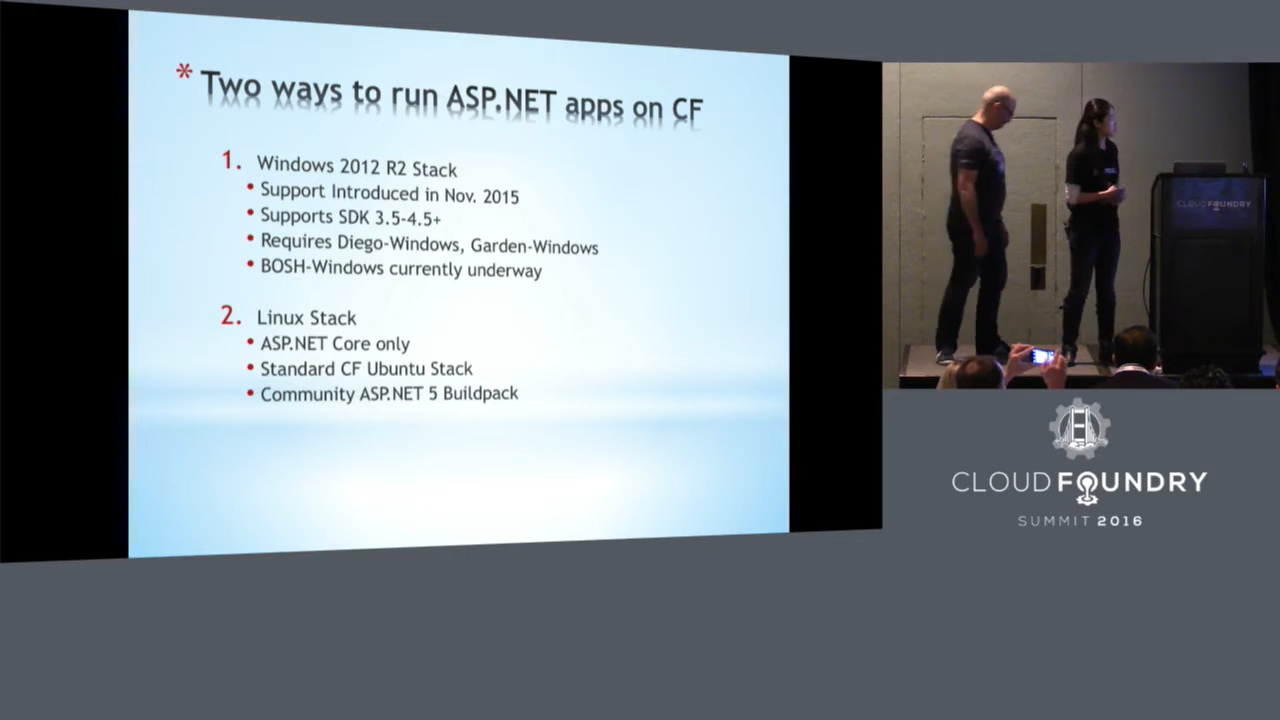 * Two ways to run ASP.NET apps on CF
1. Windows 2012 R2 Stack
• Support Introduced in Nov. 2015
• Supports SDK 3.5-4.5+
• Requires Diego-Windows, Garden-Windows
• BOSH-Windows currently underway
2. Linux Stack
• ASP.NET Core only
• Standard CF Ubuntu Stack
• Community ASP.NET 5 Buildpack
CLOUD FOUNDRY
CLOUD FOUNDRY
SUMMIT 2016